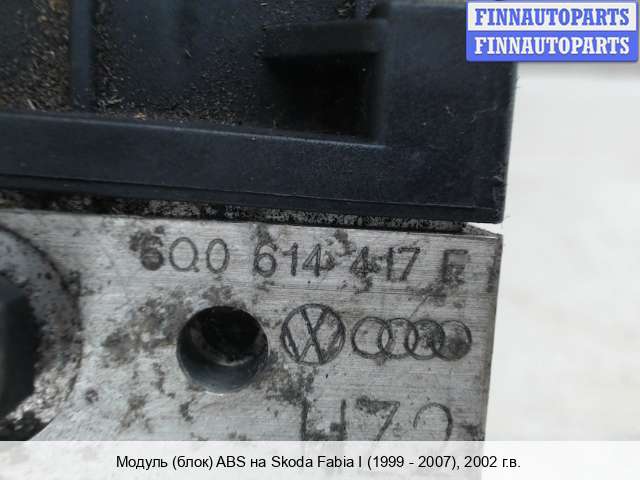 FINNAUTOPARTS
FINNAUTOPARTS
6Q0 614 417 E
Модуль (блок) ABS на Skoda Fabia I (1999 - 2007), 2002 г.в.